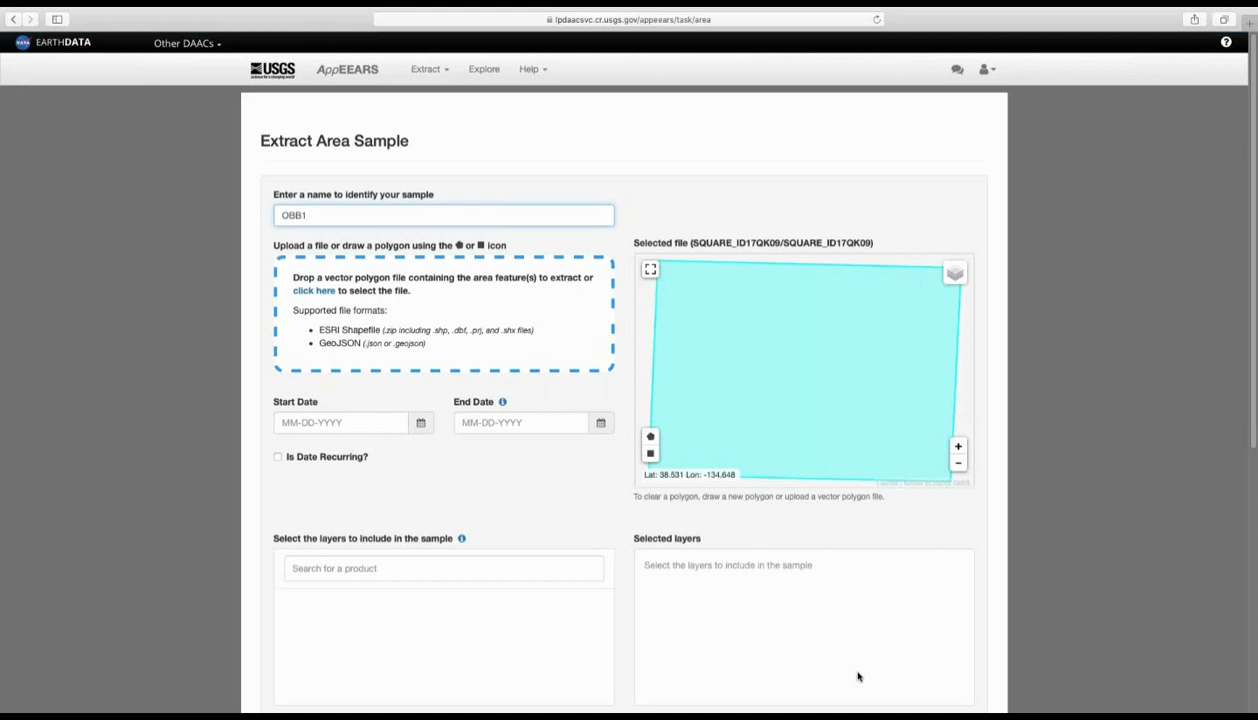 lpdaacsvc.cr.usgs.gov/appeears/task/area
EARTHDATA
Other DAACs
USGS
AppEEARS
Extract
Explore
Help
Extract Area Sample
Enter a name to identify your sample
OBB1
Upload a file or draw a polygon using the or icon
Selected file (SQUARE_ID17QK09/SQUARE_ID17QK09)
Drop a vector polygon file containing the area feature(s) to extract or
click here to select the file.
Supported file formats:
• ESRI Shapefile (.zip including .shp, .dbf, .prj, and .shx files)
• GeoJSON (.json or .geojson)
Start Date
End Date
MM-DD-YYYY
MM-DD-YYYY
Is Date Recurring?
+
−
Lat: 38.531 Lon: -134.648
To clear a polygon, draw a new polygon or upload a vector polygon file.
Select the layers to include in the sample
Selected layers
Search for a product
Select the layers to include in the sample